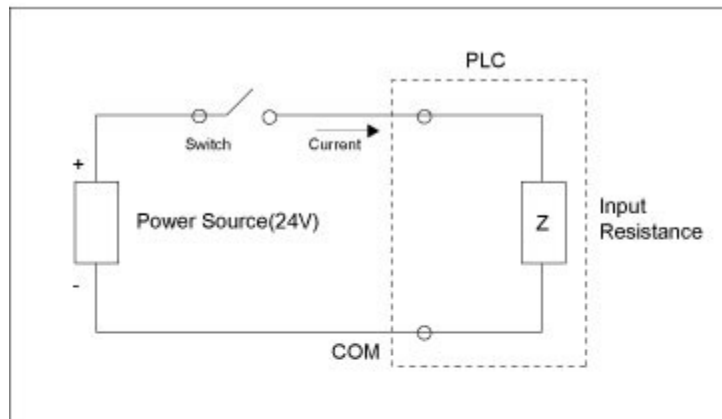 PLC
Switch
Current
+
Power Source(24V)
-
Z
Input
Resistance
COM